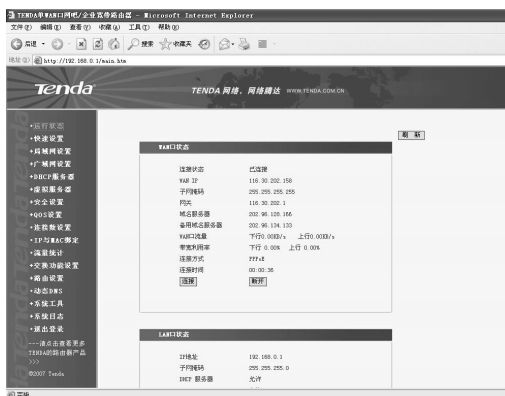 TENDA单WAN口网吧/企业宽带路由器 - Microsoft Internet Explorer
文件(F) 编辑(E) 查看(V) 收藏(A) 工具(T) 帮助(H)
后退 搜索 收藏夹
地址(D) http://192.168.0.1/main.htm
Tenda
TENDA 网络，网络腾达 WWW.TENDA.COM.CN
•运行状态
•快速设置
•局域网设置
•广域网设置
•DHCP服务器
•虚拟服务器
•安全设置
•QOS设置
•连接数设置
•IP与MAC绑定
•流量统计
•交换功能设置
•路由设置
•动态DNS
•系统工具
•系统日志
•退出登录
---请点击查看更多
TENDA的路由器产品
>>>
©2007 Tenda
刷 新
WAN口状态
连接状态 已连接
WAN IP 116.30.202.158
子网掩码 255.255.255.255
网关 116.30.202.1
域名服务器 202.96.128.166
备用域名服务器 202.96.134.133
WAN口流量 下行0.00KB/s 上行0.00KB/s
带宽利用率 下行 0.00% 上行 0.00%
连接方式 PPPoE
连接时间 00:00:36
连接 断开
LAN口状态
IP地址 192.168.0.1
子网掩码 255.255.255.0
DHCP 服务器 允许